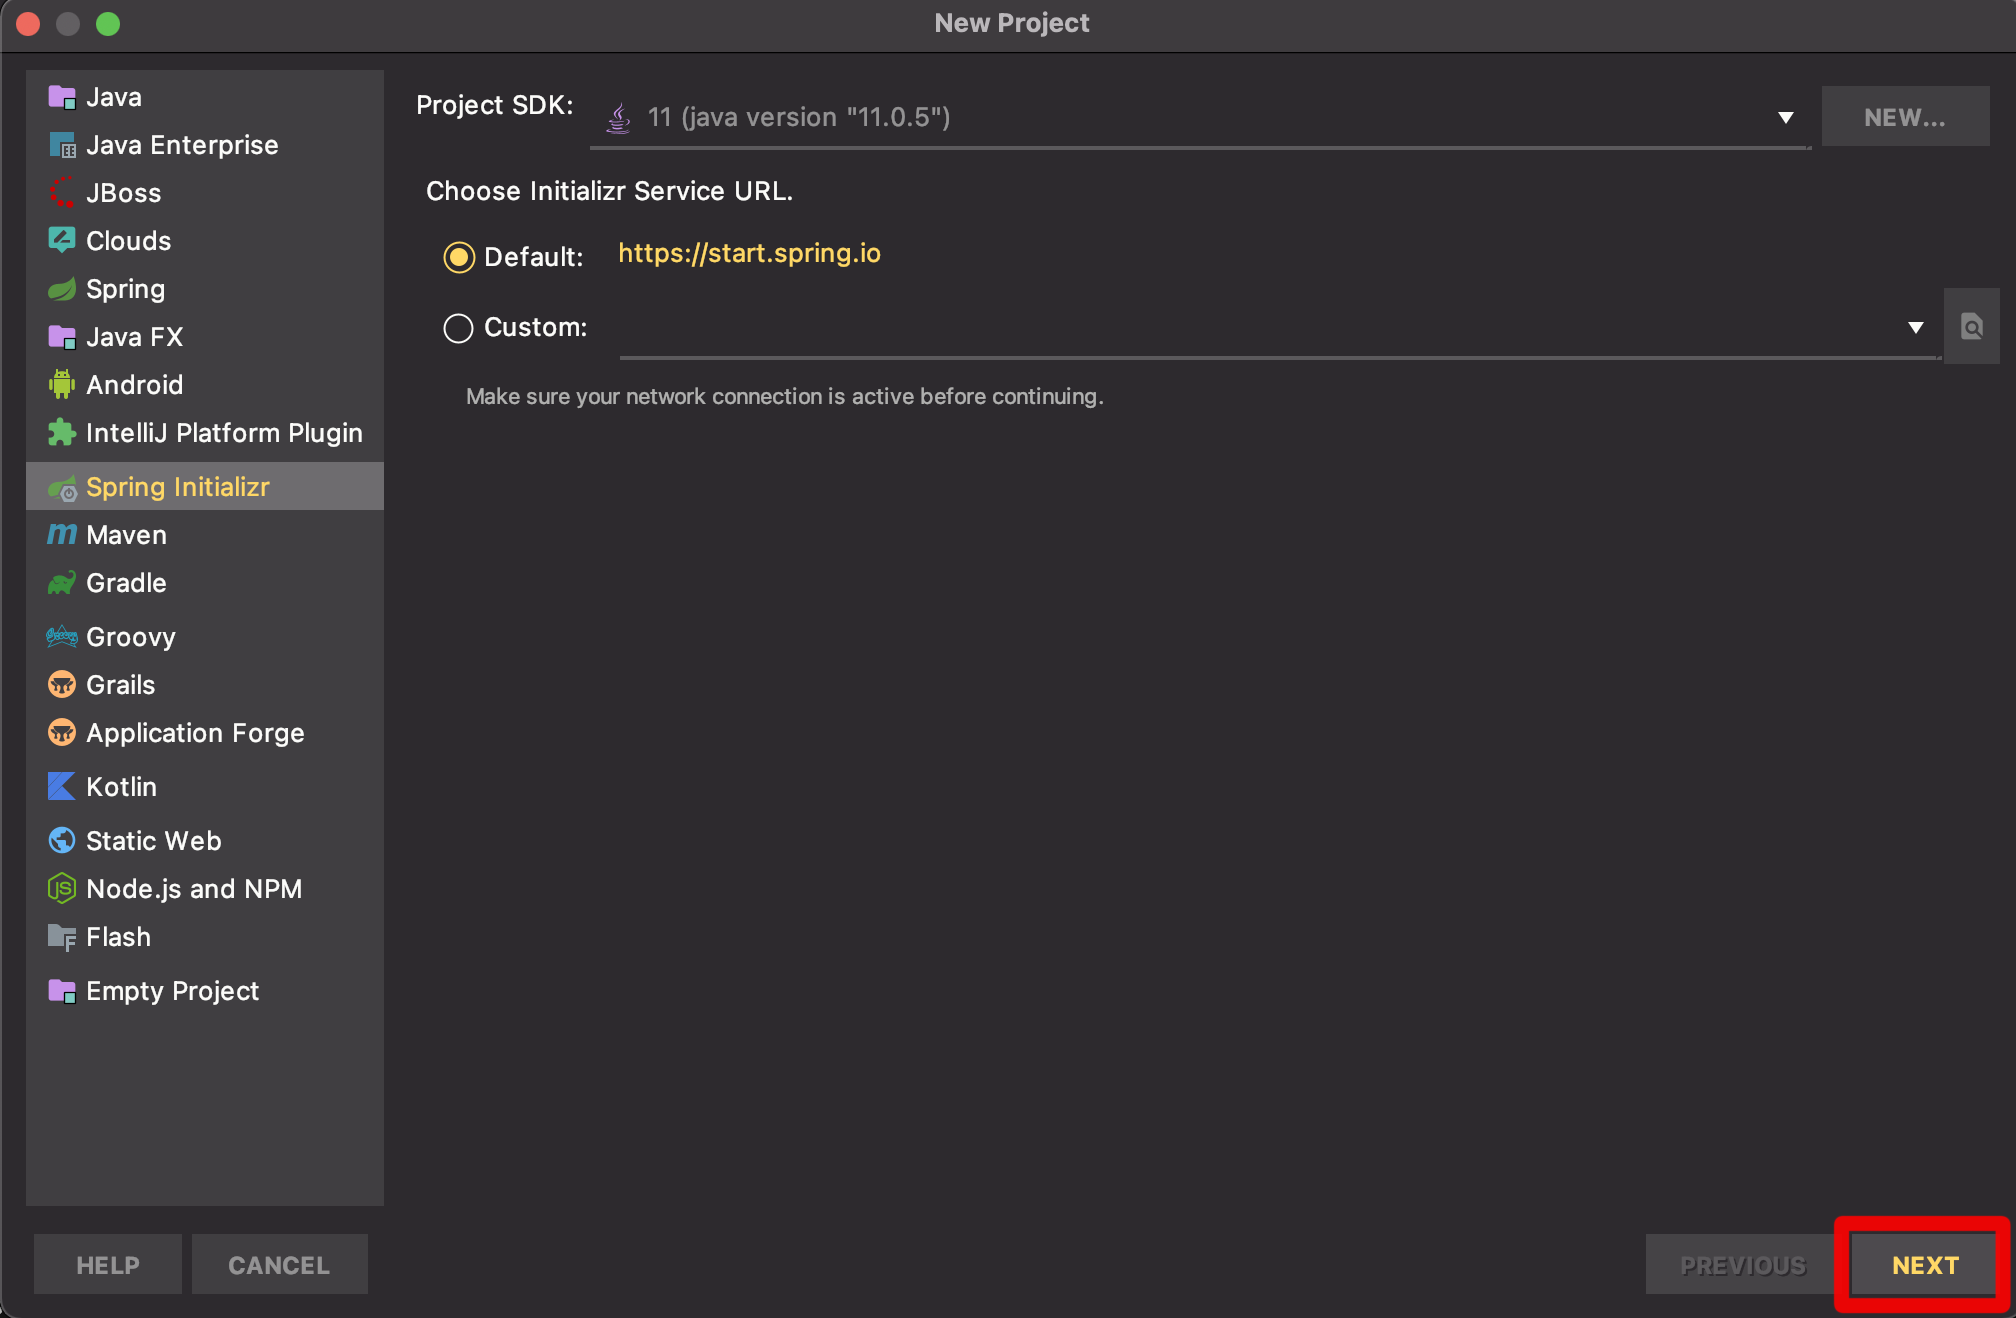 New Project
Java
Java Enterprise
JBoss
Clouds
Spring
Java FX
Android
IntelliJ Platform Plugin
Spring Initializr
Maven
Gradle
Groovy
Grails
Application Forge
Kotlin
Static Web
Node.js and NPM
Flash
Empty Project
Project SDK: 11 (java version "11.0.5") NEW...
Choose Initializr Service URL.
Default: https://start.spring.io
Custom:
Make sure your network connection is active before continuing.
HELP CANCEL PREVIOUS NEXT